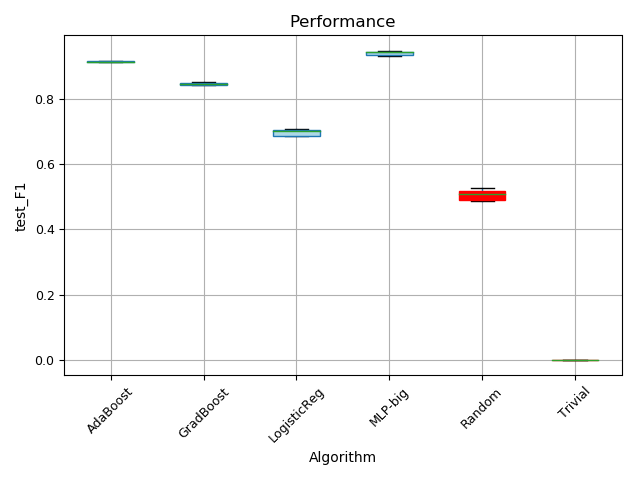 Performance
test_F1
0.8
0.6
0.4
0.2
0.0
AdaBoost
GradBoost
LogisticReg
MLP-big
Random
Trivial
Algorithm